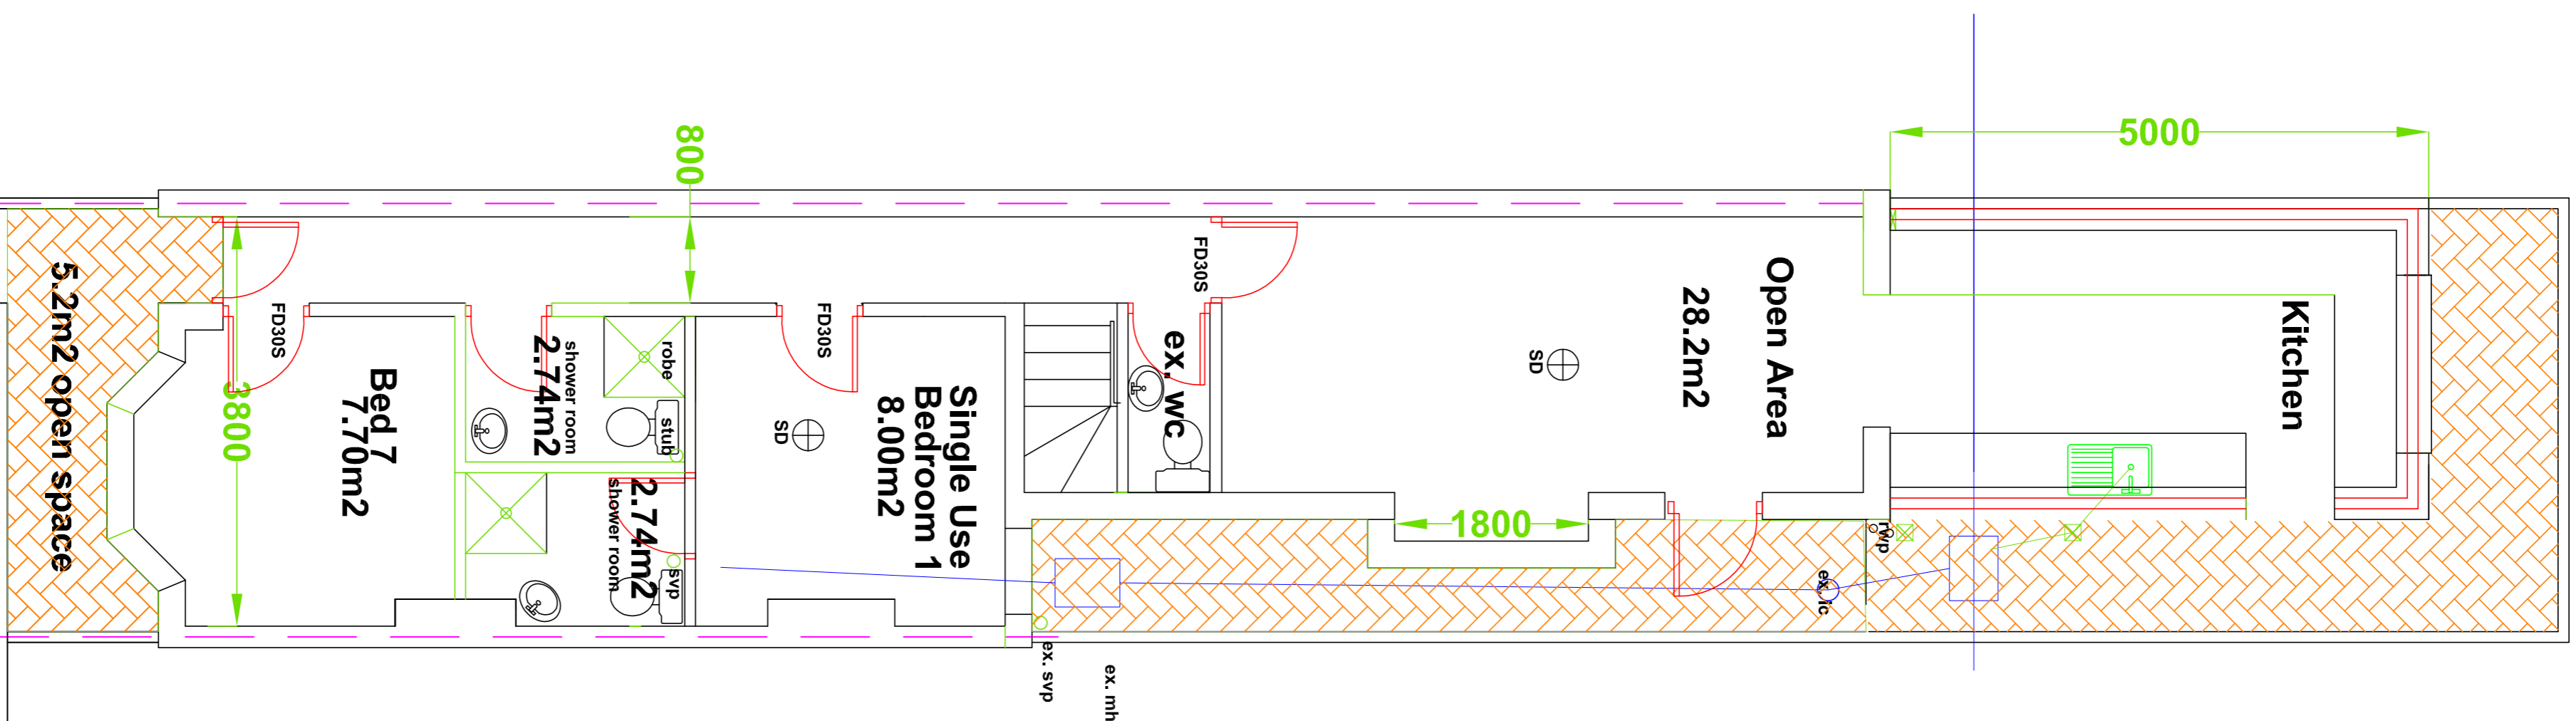 5.2m2 open space
3800
FD30S
Bed 7
7.70m2
800
2.74m2
shower room
robe
stub
2.74m2
shower room
svp
FD30S
SD
Single Use
Bedroom 1
8.00m2
ex. svp
ex. mh
FD30S
ex. wc
1800
SD
Open Area
28.2m2
ex. ic
rwp
5000
Kitchen